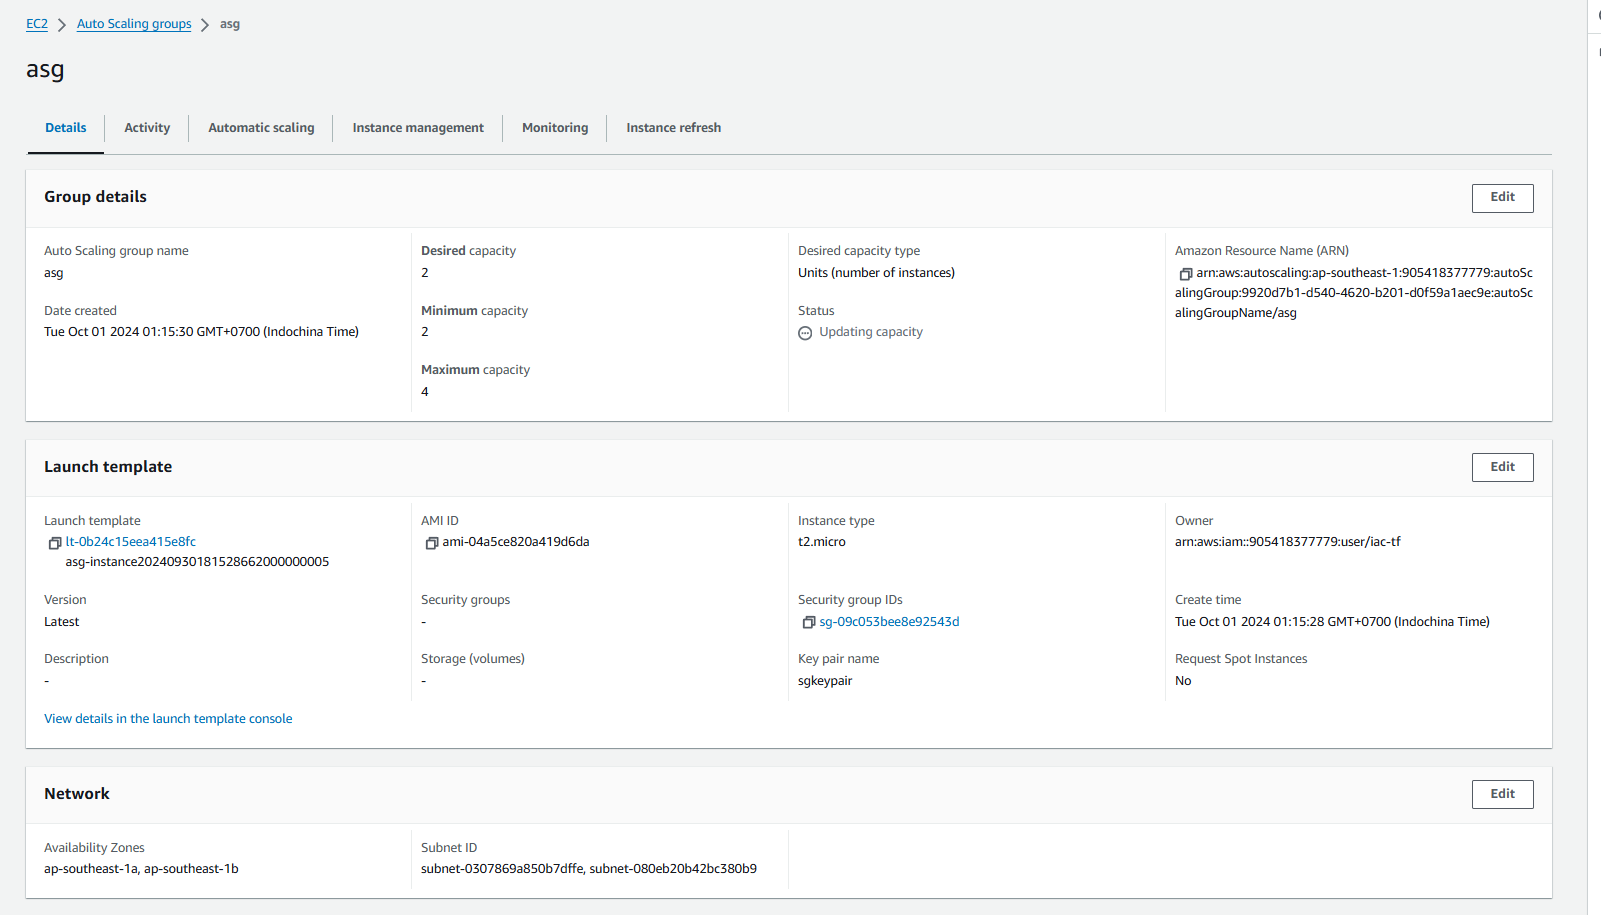 EC2 > Auto Scaling groups > asg
asg
Details
Activity
Automatic scaling
Instance management
Monitoring
Instance refresh
Group details
Edit
Auto Scaling group name
asg
Date created
Tue Oct 01 2024 01:15:30 GMT+0700 (Indochina Time)
Desired capacity
2
Minimum capacity
2
Maximum capacity
4
Desired capacity type
Units (number of instances)
Status
Updating capacity
Amazon Resource Name (ARN)
arn:aws:autoscaling:ap-southeast-1:905418377779:autoSc
alingGroup:9920d7b1-d540-4620-b201-d0f59a1aec9e:autoSc
alingGroupName/asg
Launch template
Edit
Launch template
lt-0b24c15eea415e8fc
asg-instance20240930181528662000000005
Version
Latest
Description
-
View details in the launch template console
AMI ID
ami-04a5ce820a419d6da
Security groups
-
Storage (volumes)
-
Instance type
t2.micro
Security group IDs
sg-09c053bee8e92543d
Key pair name
sgkeypair
Owner
arn:aws:iam::905418377779:user/iac-tf
Create time
Tue Oct 01 2024 01:15:28 GMT+0700 (Indochina Time)
Request Spot Instances
No
Network
Edit
Availability Zones
ap-southeast-1a, ap-southeast-1b
Subnet ID
subnet-0307869a850b7dffe, subnet-080eb20b42bc380b9